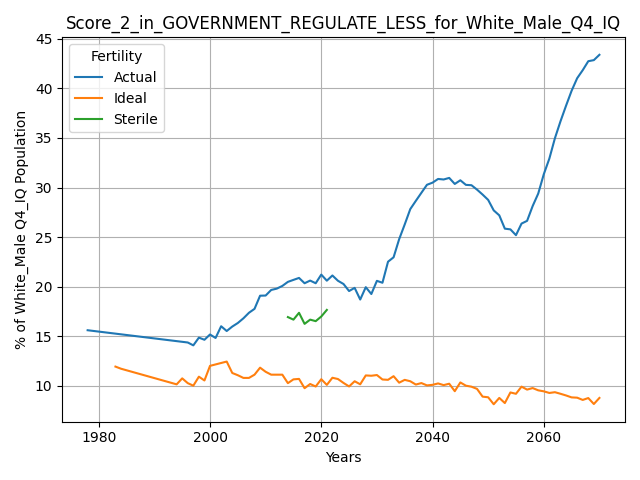 Score_2_in_GOVERNMENT_REGULATE_LESS_for_White_Male_Q4_IQ
Fertility
Actual
Ideal
Sterile
% of White_Male Q4_IQ Population
45
40
35
30
25
20
15
10
1980
2000
2020
2040
2060
Years